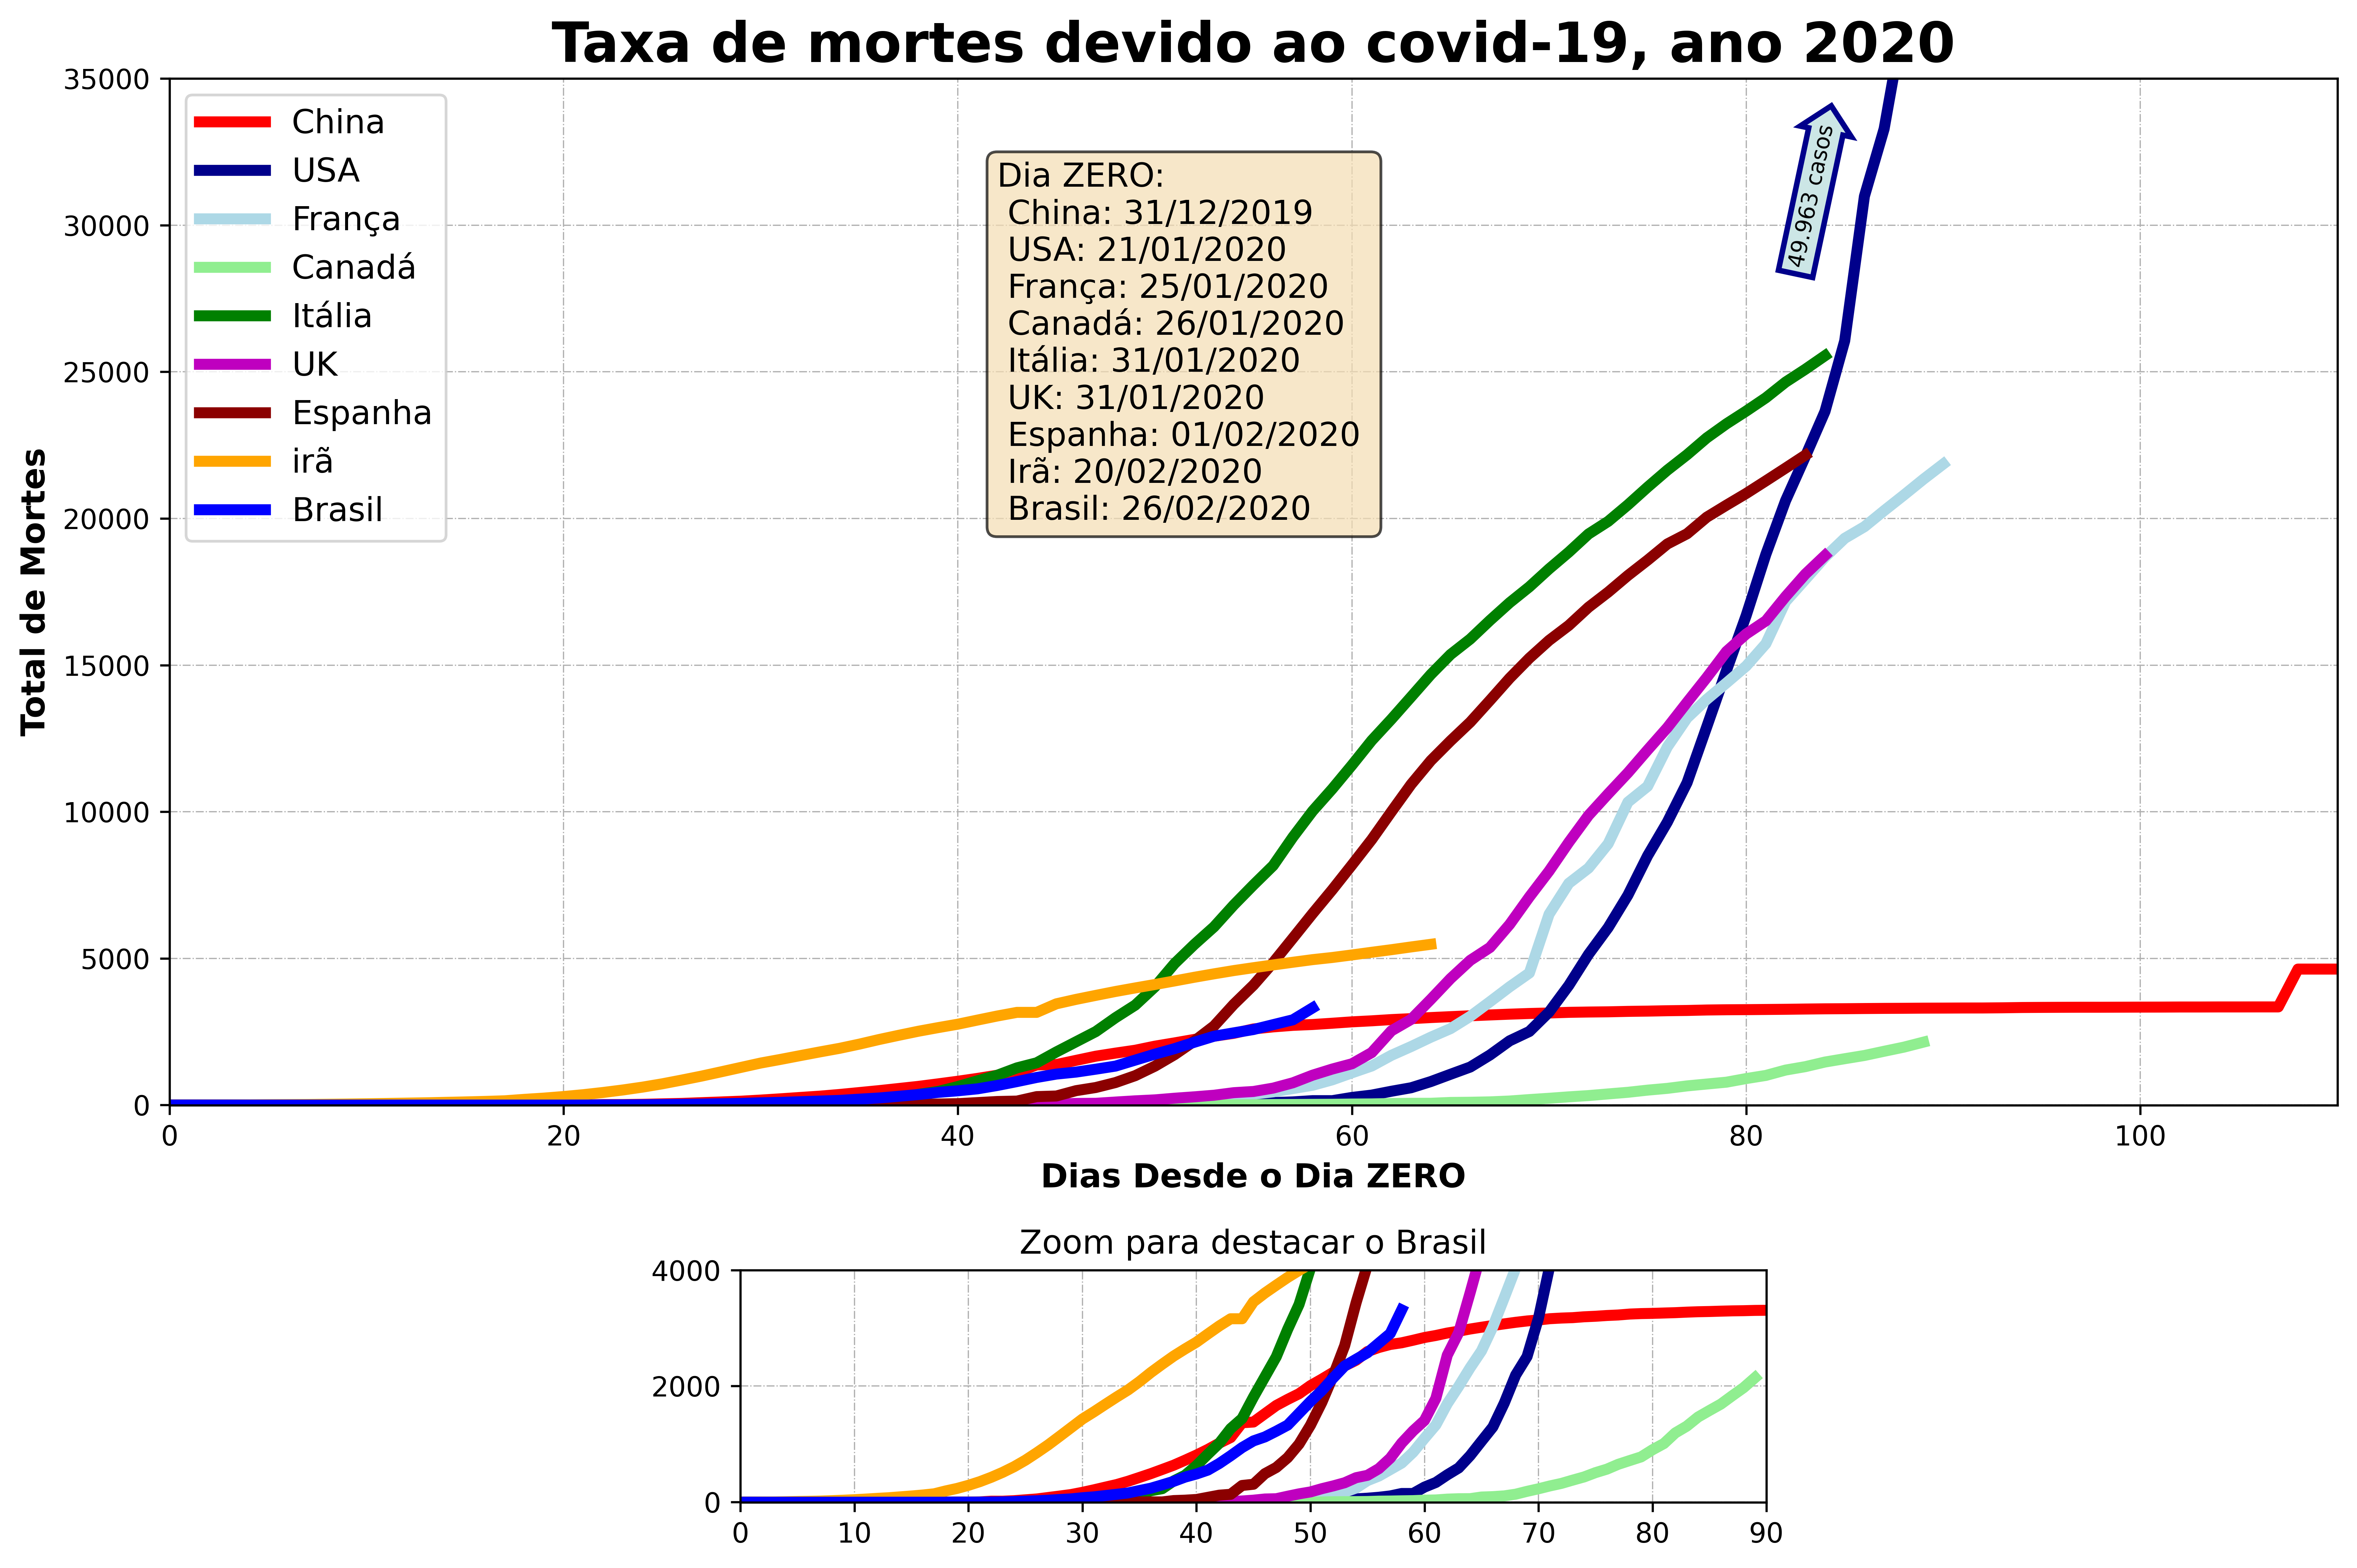 Taxa de mortes devido ao covid-19, ano 2020
35000
30000
25000
20000
15000
10000
5000
0
Total de Mortes
China
USA
França
Canadá
Itália
UK
Espanha
irã
Brasil
Dia ZERO:
China: 31/12/2019
USA: 21/01/2020
França: 25/01/2020
Canadá: 26/01/2020
Itália: 31/01/2020
UK: 31/01/2020
Espanha: 01/02/2020
Irã: 20/02/2020
Brasil: 26/02/2020
49.963 casos
0 20 40 60 80 100
Dias Desde o Dia ZERO
Zoom para destacar o Brasil
4000
2000
0
0 10 20 30 40 50 60 70 80 90